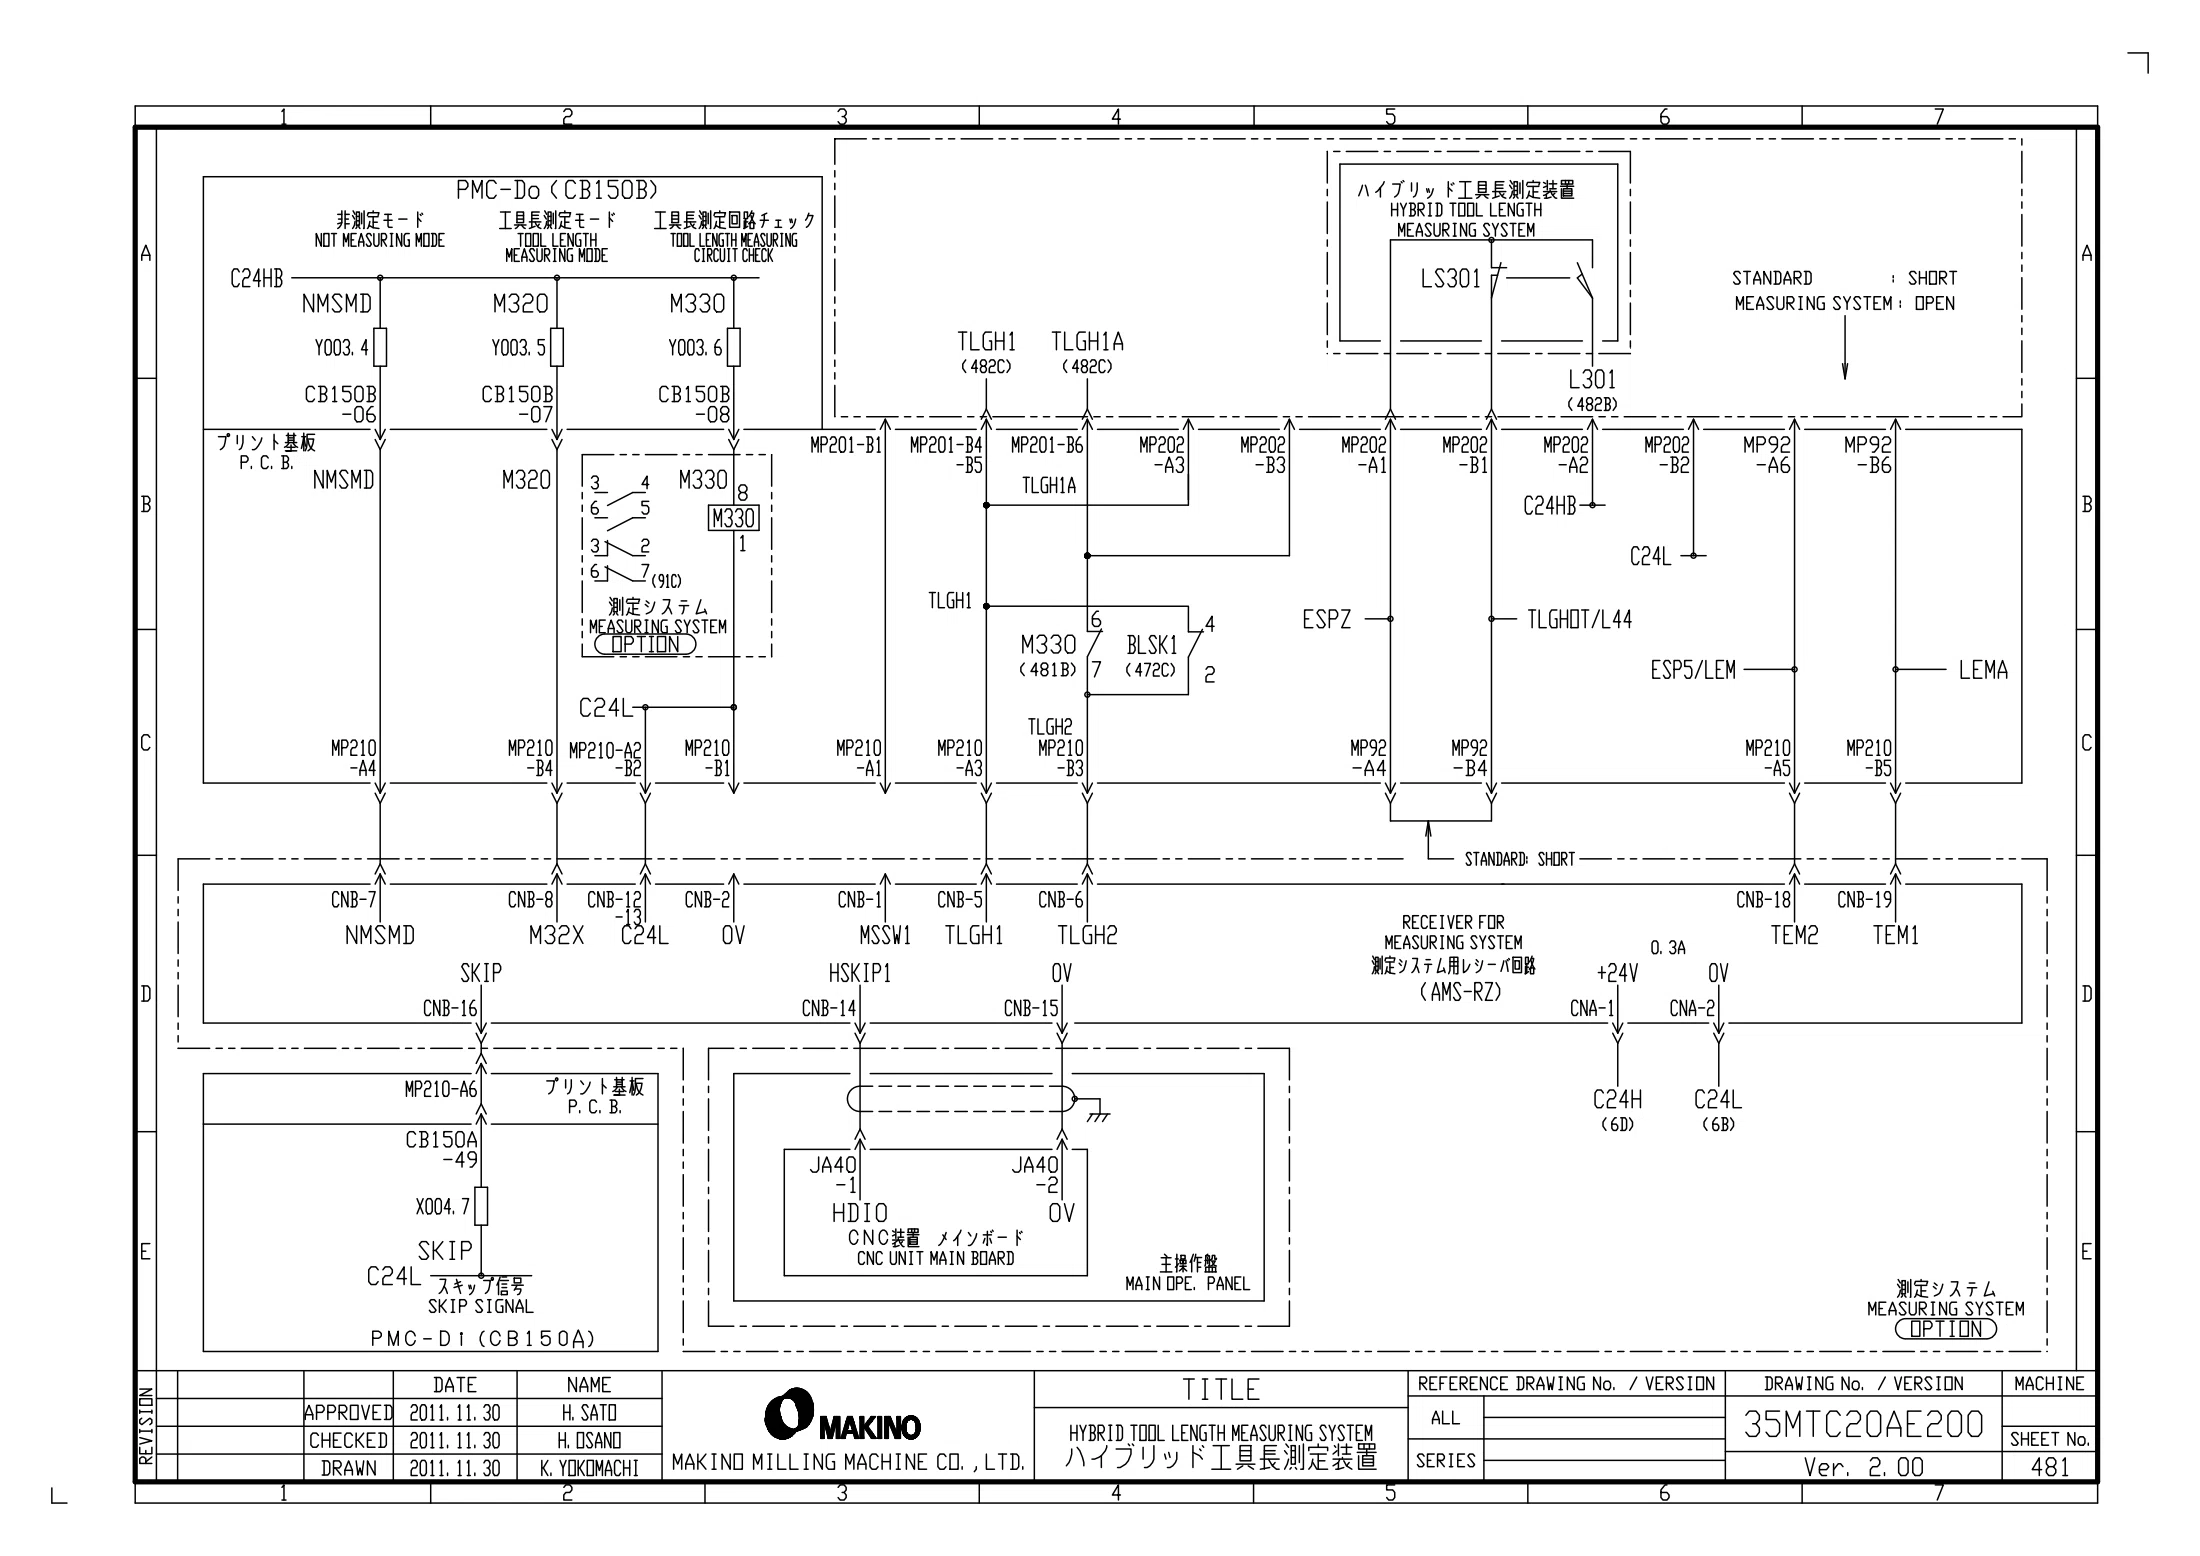 1 2 3 4 5 6 7
A
B
C
D
E
A
B
C
D
E
PMC-Do (CB150B)
非測定モード
NOT MEASURING MODE
工具長測定モード
TOOL LENGTH
MEASURING MODE
工具長測定回路チェック
TOOL LENGTH MEASURING
CIRCUIT CHECK
C24HB
NMSMD
M320
M330
Y003.4
Y003.5
Y003.6
CB150B
-06
CB150B
-07
CB150B
-08
ハイブリッド工具長測定装置
HYBRID TOOL LENGTH
MEASURING SYSTEM
LS301
STANDARD : SHORT
MEASURING SYSTEM : OPEN
TLGH1
(482C)
TLGH1A
(482C)
L301
(482B)
プリント基板
P. C. B.
MP201-B1
MP201-B4
-B5
MP201-B6
MP202
-A3
MP202
-B3
MP202
-A1
MP202
-B1
MP202
-A2
MP202
-B2
MP92
-A6
MP92
-B6
NMSMD
M320
M330
3 4
6 5
3 2
6 7 (91C)
8
M330
1
測定システム
MEASURING SYSTEM
OPTION
TLGH1A
C24HB
C24L
TLGH1
6
M330
(481B)
7
BLSK1
(472C)
4
2
ESPZ
TLGHOT/L44
ESP5/LEM
LEMA
C24L
TLGH2
MP210
-A4
MP210
-B4
MP210-A2
-B2
MP210
-B1
MP210
-A1
MP210
-A3
MP210
-B3
MP92
-A4
MP92
-B4
MP210
-A5
MP210
-B5
STANDARD: SHORT
CNB-7
NMSMD
CNB-8
M32X
CNB-12
-13
C24L
CNB-2
0V
CNB-1
MSSW1
CNB-5
TLGH1
CNB-6
TLGH2
CNB-18
TEM2
CNB-19
TEM1
RECEIVER FOR
MEASURING SYSTEM
測定システム用レシーバ回路
(AMS-RZ)
0.3A
+24V
0V
SKIP
CNB-16
HSKIP1
CNB-14
0V
CNB-15
CNA-1
CNA-2
C24H
(6D)
C24L
(6B)
MP210-A6
プリント基板
P. C. B.
CB150A
-49
X004.7
SKIP
C24L
スキップ信号
SKIP SIGNAL
PMC-Di (CB150A)
JA40
-1
HDI0
JA40
-2
0V
CNC装置 メインボード
CNC UNIT MAIN BOARD
主操作盤
MAIN OPE. PANEL
測定システム
MEASURING SYSTEM
OPTION
REVISION
DATE NAME
APPROVED 2011.11.30 H. SATO
CHECKED 2011.11.30 H. OSANO
DRAWN 2011.11.30 K. YOKOMACHI
MAKINO
MAKINO MILLING MACHINE CO. ,LTD.
TITLE
HYBRID TOOL LENGTH MEASURING SYSTEM
ハイブリッド工具長測定装置
REFERENCE DRAWING No. / VERSION
ALL
SERIES
DRAWING No. / VERSION
35MTC20AE200
Ver. 2.00
MACHINE
SHEET No.
481
1 2 3 4 5 6 7